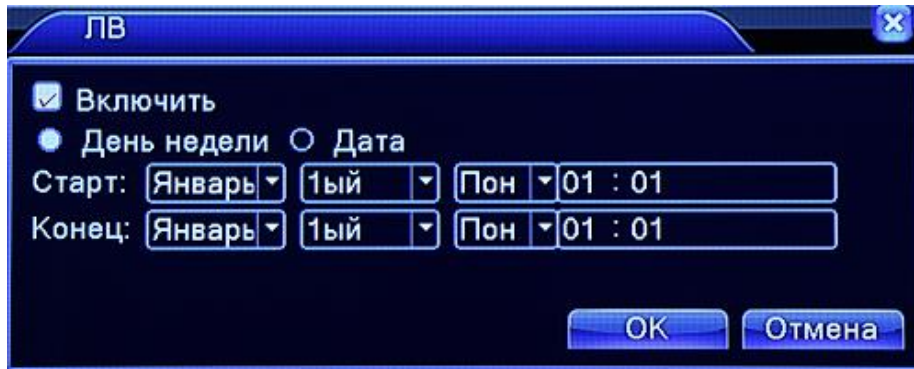 ЛВ
Включить
День недели Дата
Старт: Январь 1ый Пон 01 : 01
Конец: Январь 1ый Пон 01 : 01
OK Отмена